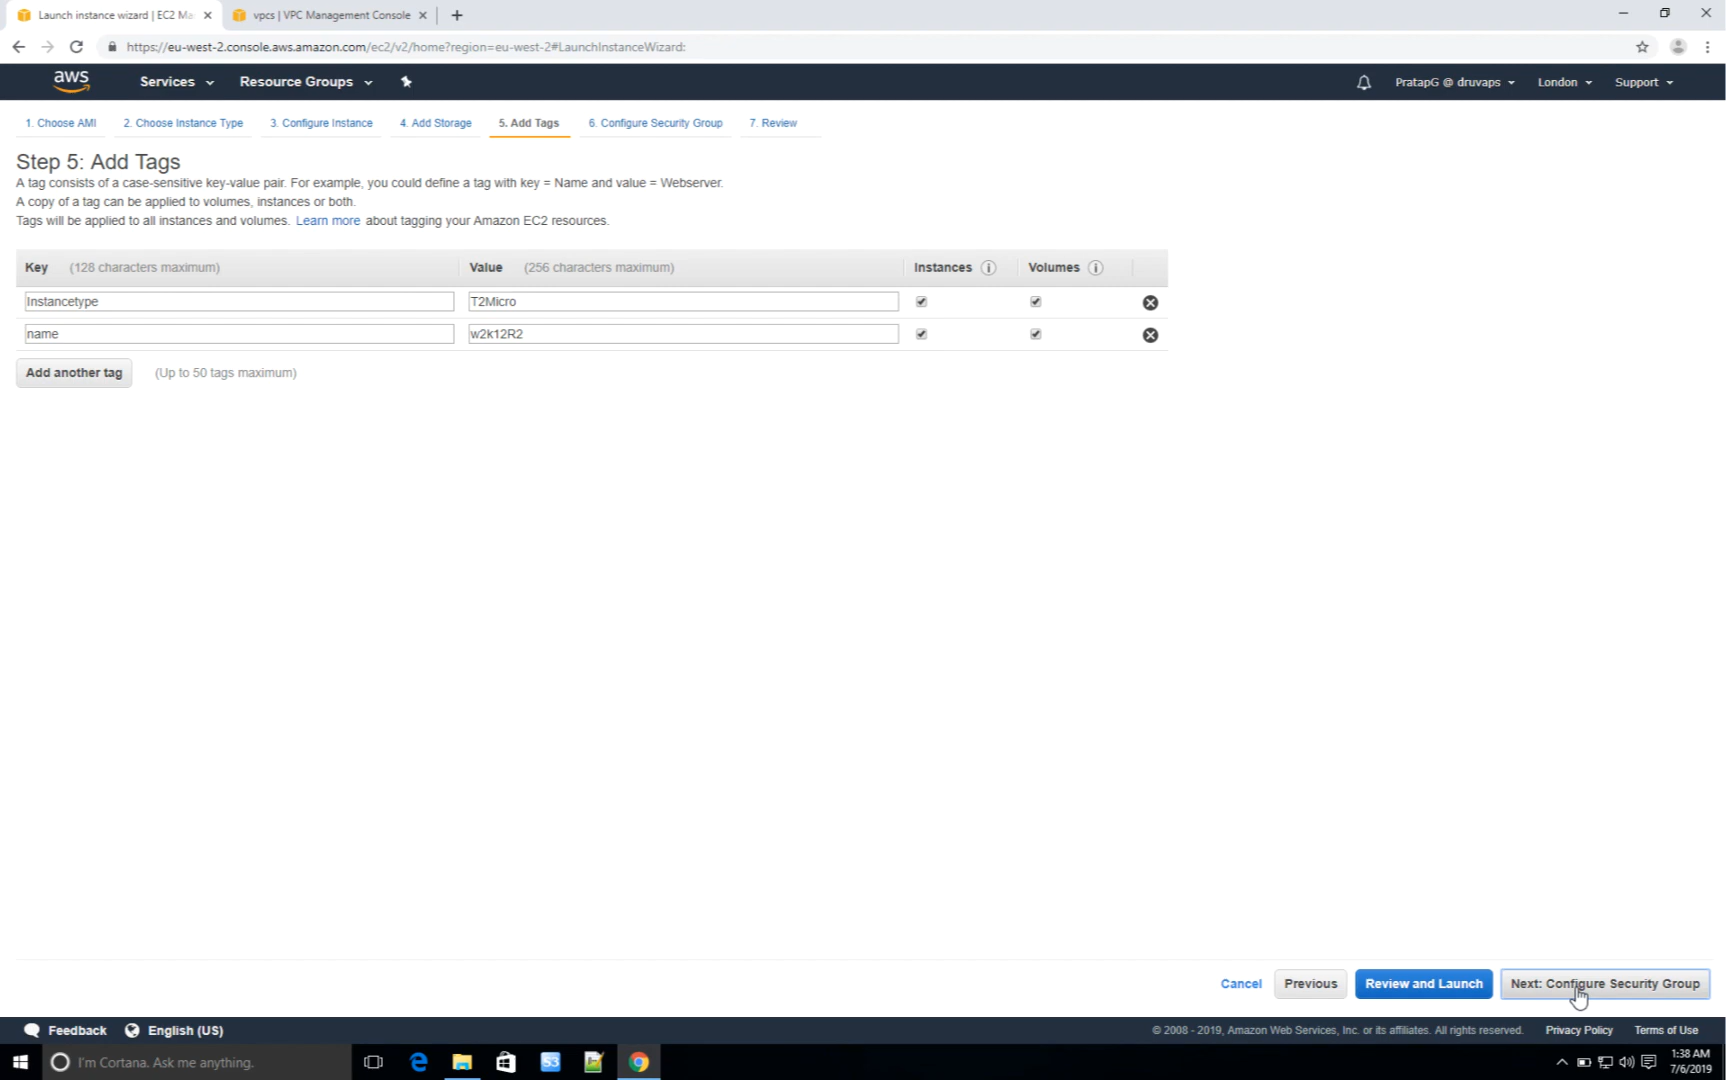 Launch instance wizard | EC2 Ma
vpcs | VPC Management Console
https://eu-west-2.console.aws.amazon.com/ec2/v2/home?region=eu-west-2#LaunchInstanceWizard:
aws
Services
Resource Groups
PratapG @ druvaps
London
Support
1. Choose AMI
2. Choose Instance Type
3. Configure Instance
4. Add Storage
5. Add Tags
6. Configure Security Group
7. Review
Step 5: Add Tags
A tag consists of a case-sensitive key-value pair. For example, you could define a tag with key = Name and value = Webserver.
A copy of a tag can be applied to volumes, instances or both.
Tags will be applied to all instances and volumes. Learn more about tagging your Amazon EC2 resources.
Key (128 characters maximum) Value (256 characters maximum) Instances i Volumes i
Instancetype T2Micro
name w2k12R2
Add another tag (Up to 50 tags maximum)
Cancel Previous Review and Launch Next: Configure Security Group
Feedback English (US) © 2008 - 2019, Amazon Web Services, Inc. or its affiliates. All rights reserved. Privacy Policy Terms of Use
I'm Cortana. Ask me anything.
S3
1:38 AM
7/6/2019